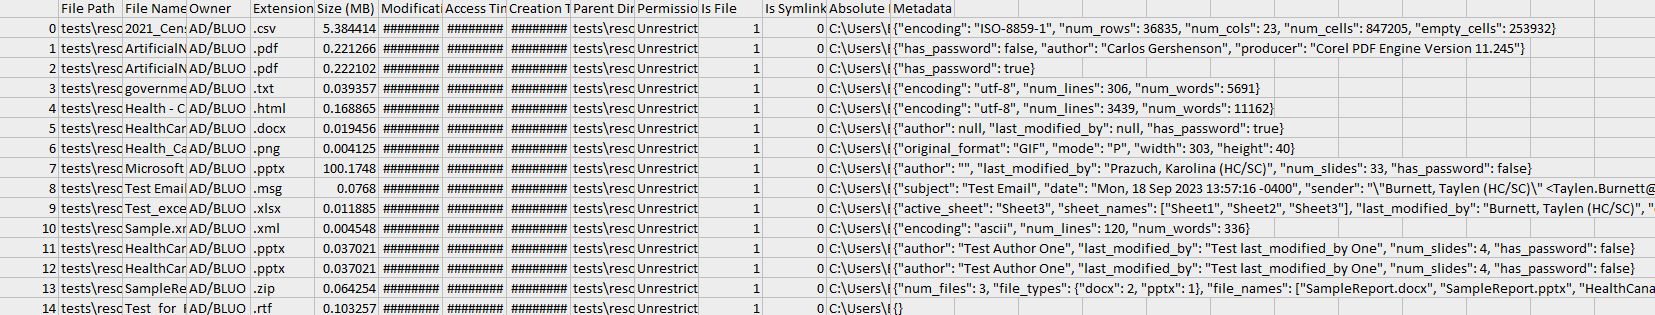 File Path File Name Owner Extension Size (MB) Modificati Access Tin Creation T Parent Dir Permissio Is File Is Symlink Absolute Metadata
0 tests\resc 2021_Cens AD/BLUO .csv 5.384414 ######## ######## ######## tests\resc Unrestrict 1 0 C:\Users\ {"encoding": "ISO-8859-1", "num_rows": 36835, "num_cols": 23, "num_cells": 847205, "empty_cells": 253932}
1 tests\resc ArtificialN AD/BLUO .pdf 0.221266 ######## ######## ######## tests\resc Unrestrict 1 0 C:\Users\ {"has_password": false, "author": "Carlos Gershenson", "producer": "Corel PDF Engine Version 11.245"}
2 tests\resc ArtificialN AD/BLUO .pdf 0.222102 ######## ######## ######## tests\resc Unrestrict 1 0 C:\Users\ {"has_password": true}
3 tests\resc governme AD/BLUO .txt 0.039357 ######## ######## ######## tests\resc Unrestrict 1 0 C:\Users\ {"encoding": "utf-8", "num_lines": 306, "num_words": 5691}
4 tests\resc Health - C AD/BLUO .html 0.168865 ######## ######## ######## tests\resc Unrestrict 1 0 C:\Users\ {"encoding": "utf-8", "num_lines": 3439, "num_words": 11162}
5 tests\resc HealthCar AD/BLUO .docx 0.019456 ######## ######## ######## tests\resc Unrestrict 1 0 C:\Users\ {"author": null, "last_modified_by": null, "has_password": true}
6 tests\resc Health_Ca AD/BLUO .png 0.004125 ######## ######## ######## tests\resc Unrestrict 1 0 C:\Users\ {"original_format": "GIF", "mode": "P", "width": 303, "height": 40}
7 tests\resc Microsoft AD/BLUO .pptx 100.1748 ######## ######## ######## tests\resc Unrestrict 1 0 C:\Users\ {"author": "", "last_modified_by": "Prazuch, Karolina (HC/SC)", "num_slides": 33, "has_password": false}
8 tests\resc Test Email AD/BLUO .msg 0.0768 ######## ######## ######## tests\resc Unrestrict 1 0 C:\Users\ {"subject": "Test Email", "date": "Mon, 18 Sep 2023 13:57:16 -0400", "sender": "\"Burnett, Taylen (HC/SC)\" <Taylen.Burnett@
9 tests\resc Test_exce AD/BLUO .xlsx 0.011885 ######## ######## ######## tests\resc Unrestrict 1 0 C:\Users\ {"active_sheet": "Sheet3", "sheet_names": ["Sheet1", "Sheet2", "Sheet3"], "last_modified_by": "Burnett, Taylen (HC/SC)", "
10 tests\resc Sample.xr AD/BLUO .xml 0.004548 ######## ######## ######## tests\resc Unrestrict 1 0 C:\Users\ {"encoding": "ascii", "num_lines": 120, "num_words": 336}
11 tests\resc HealthCar AD/BLUO .pptx 0.037021 ######## ######## ######## tests\resc Unrestrict 1 0 C:\Users\ {"author": "Test Author One", "last_modified_by": "Test last_modified_by One", "num_slides": 4, "has_password": false}
12 tests\resc HealthCar AD/BLUO .pptx 0.037021 ######## ######## ######## tests\resc Unrestrict 1 0 C:\Users\ {"author": "Test Author One", "last_modified_by": "Test last_modified_by One", "num_slides": 4, "has_password": false}
13 tests\resc SampleRe AD/BLUO .zip 0.064254 ######## ######## ######## tests\resc Unrestrict 1 0 C:\Users\ {"num_files": 3, "file_types": {"docx": 2, "pptx": 1}, "file_names": ["SampleReport.docx", "SampleReport.pptx", "HealthCana
14 tests\resc Test for AD/BLUO .rtf 0.103257 ######## ######## ######## tests\resc Unrestrict 1 0 C:\Users\ {}